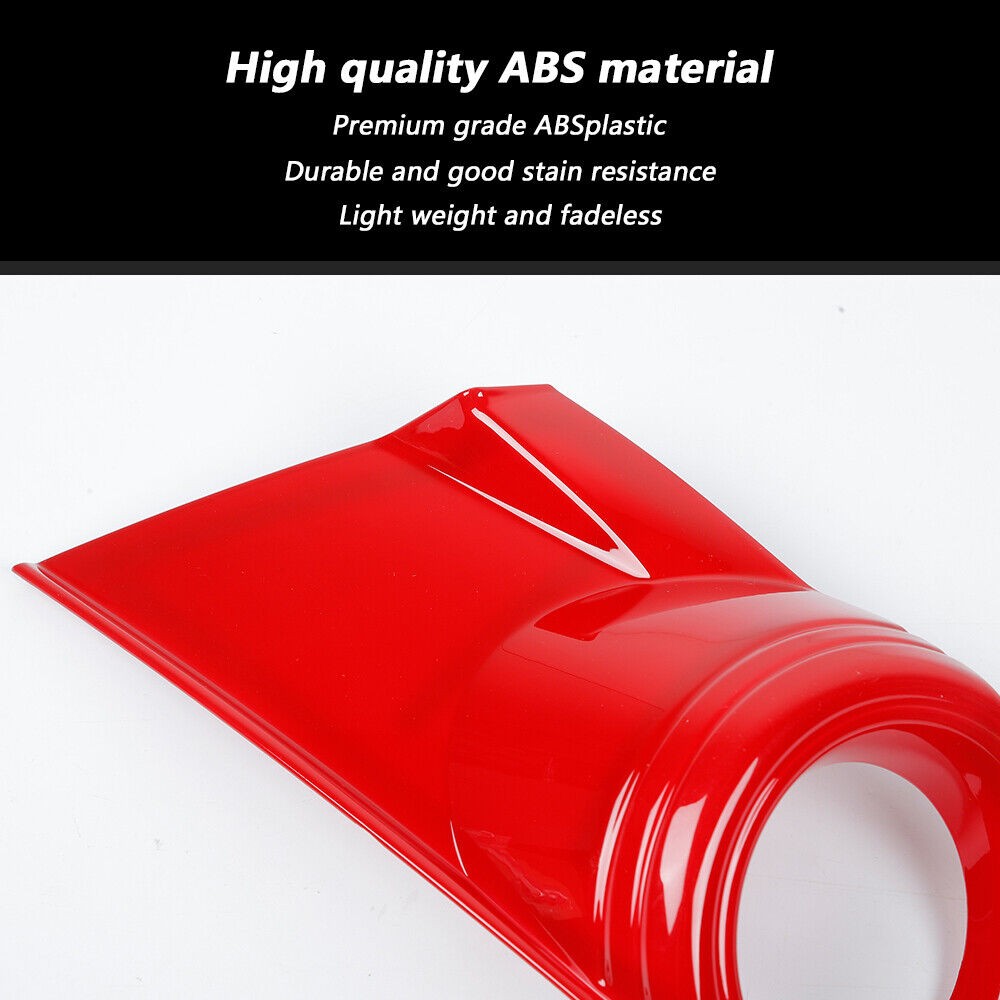 High quality ABS material
Premium grade ABSplastic
Durable and good stain resistance
Light weight and fadeless